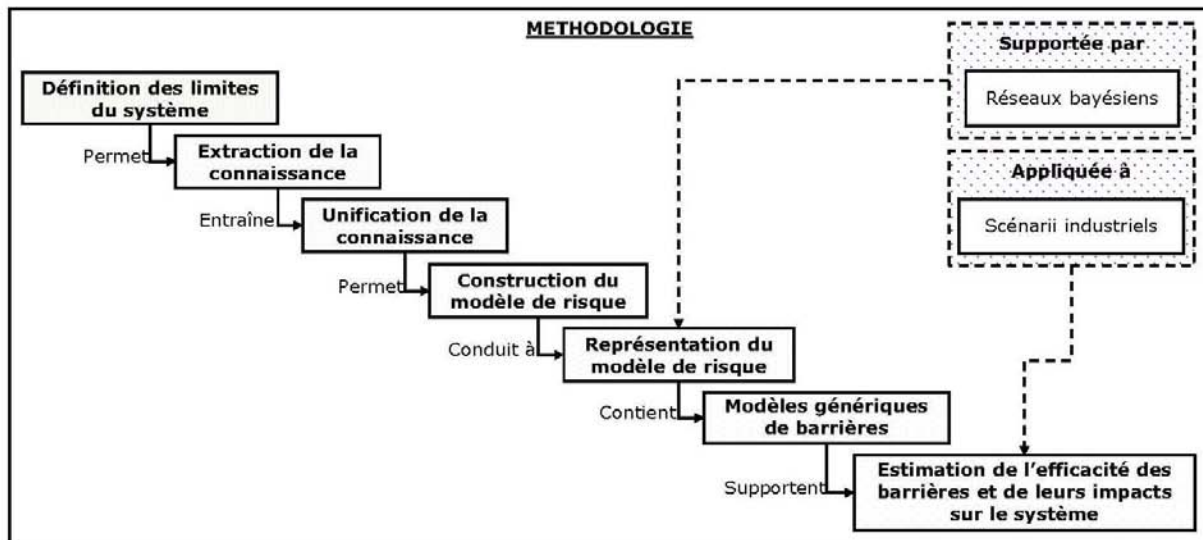 METHODOLOGIE
Supportée par
Réseaux bayésiens
Définition des limites
du système
Permet
Extraction de la
connaissance
Appliquée à
Scénarii industriels
Entraîne
Unification de la
connaissance
Permet
Construction du
modèle de risque
Conduit à
Représentation du
modèle de risque
Contient
Modèles génériques
de barrières
Supportent
Estimation de l'efficacité des
barrières et de leurs impacts
sur le système